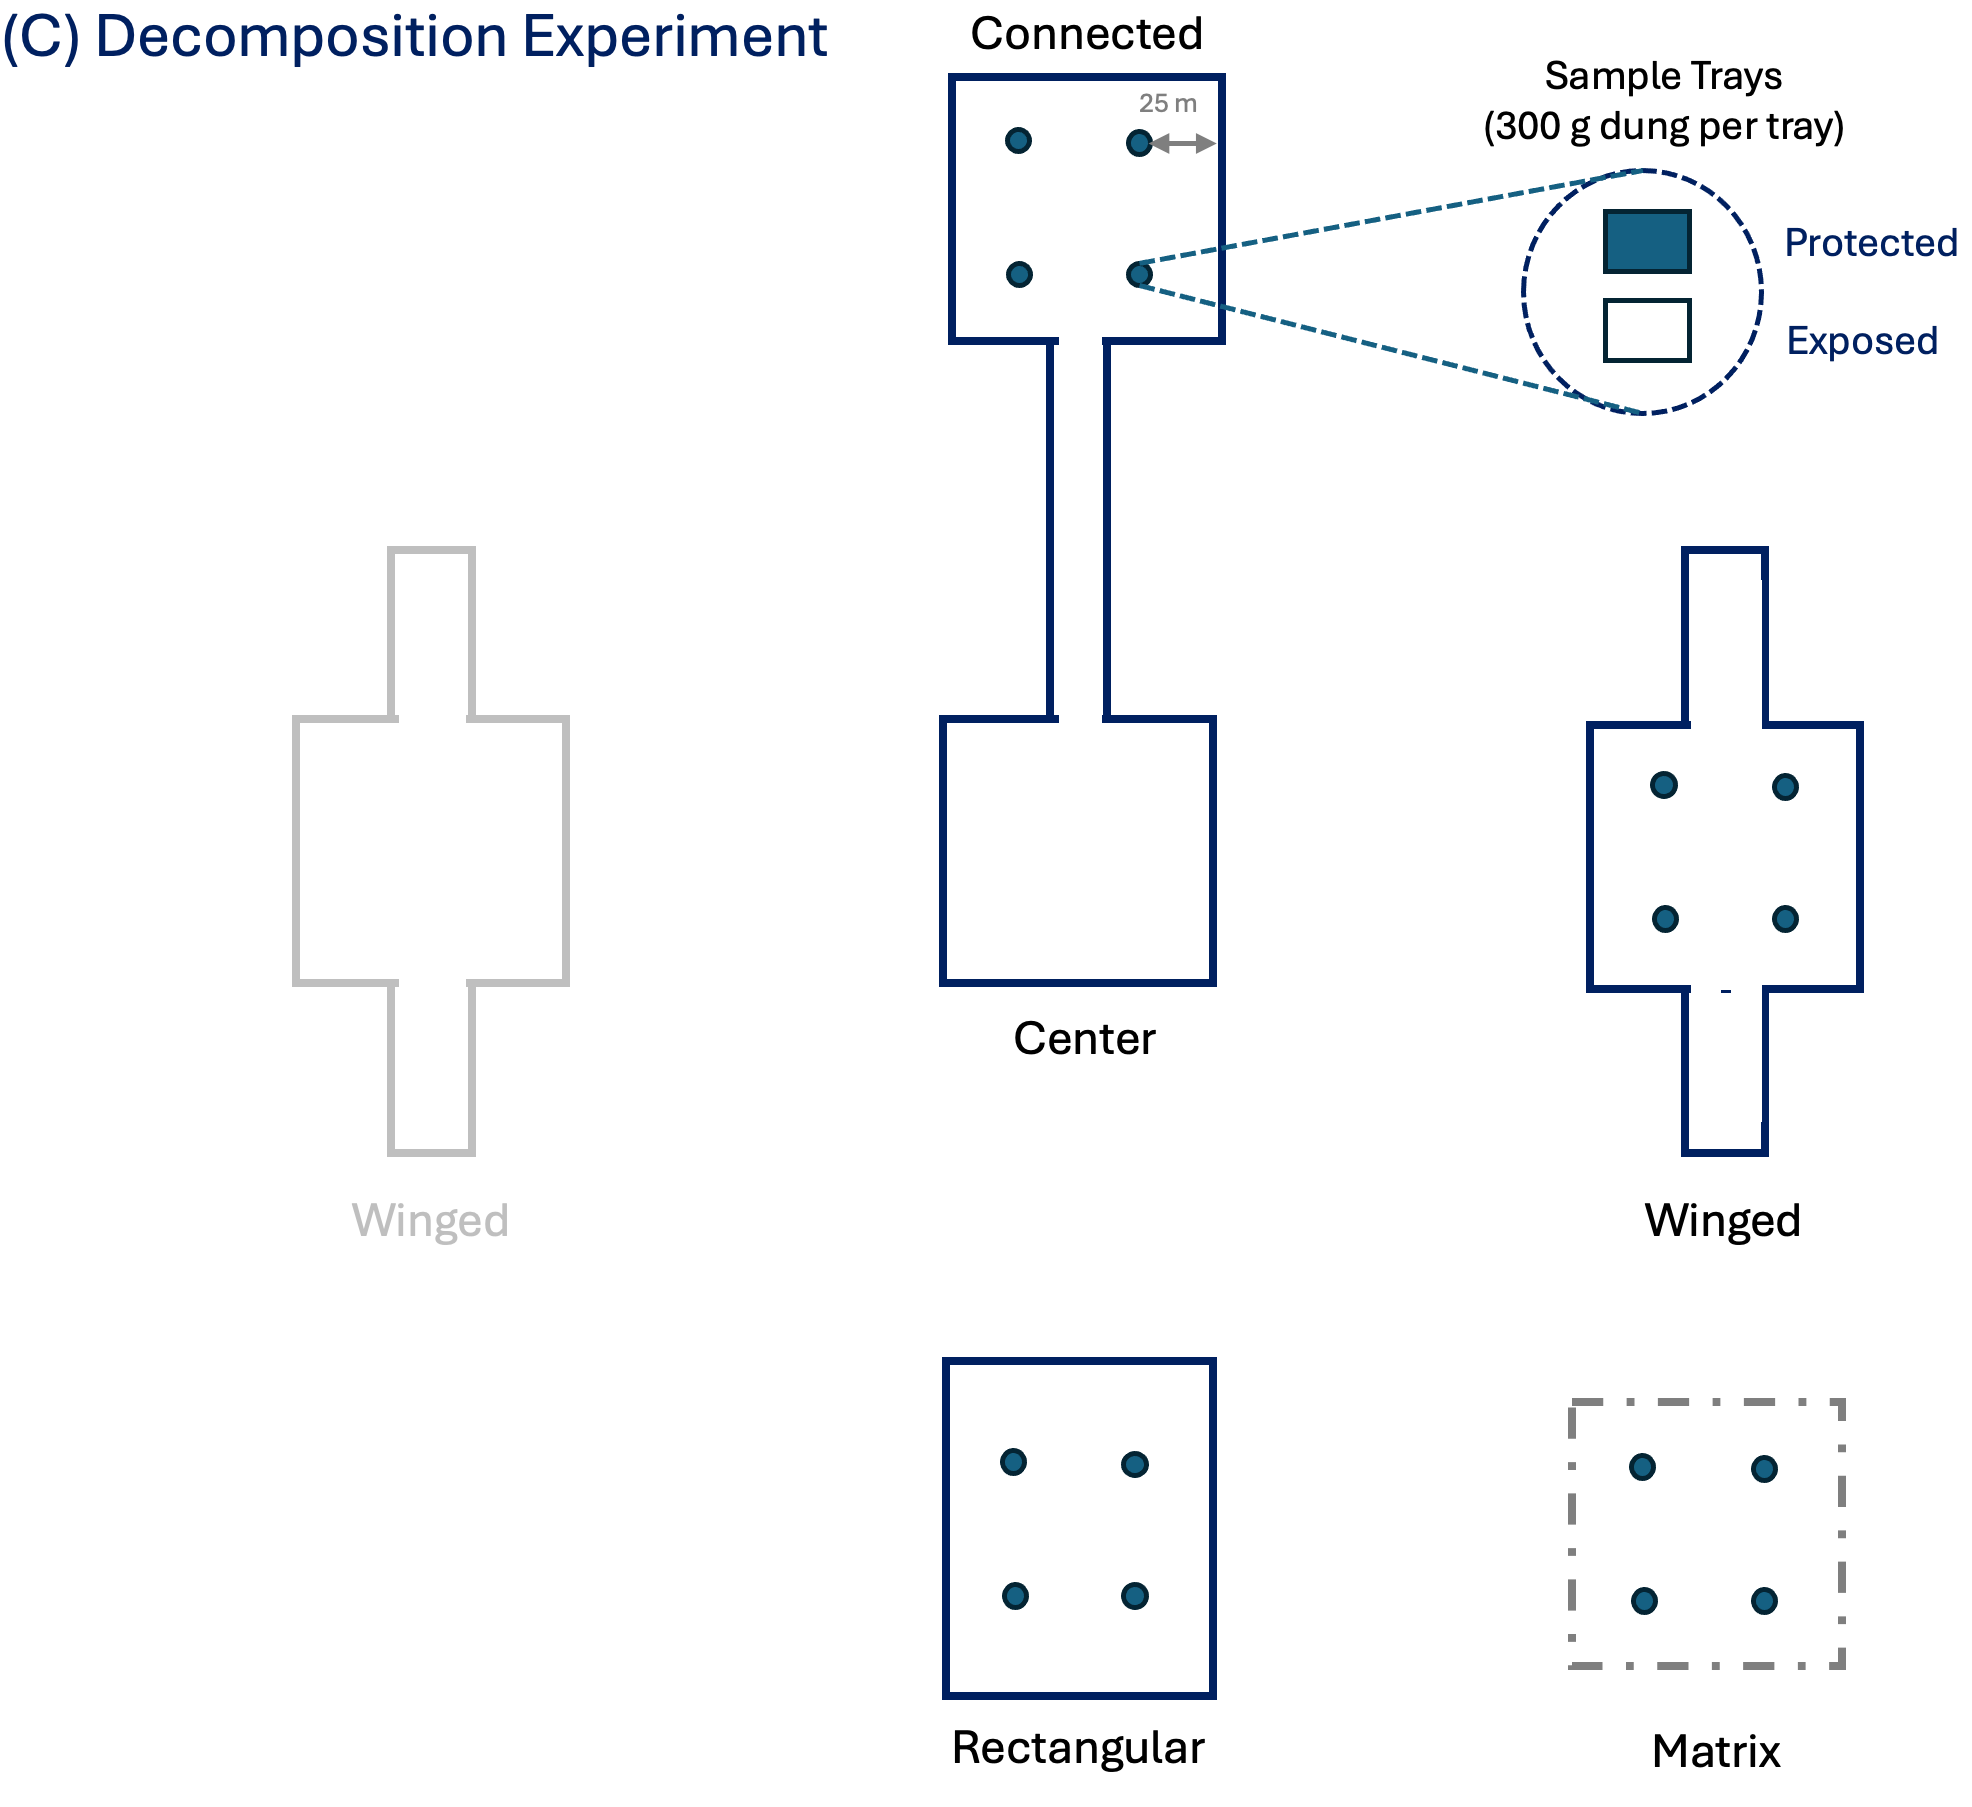 (C) Decomposition Experiment
Connected
25 m
Sample Trays
(300 g dung per tray)
Protected
Exposed
Center
Winged
Winged
Rectangular
Matrix